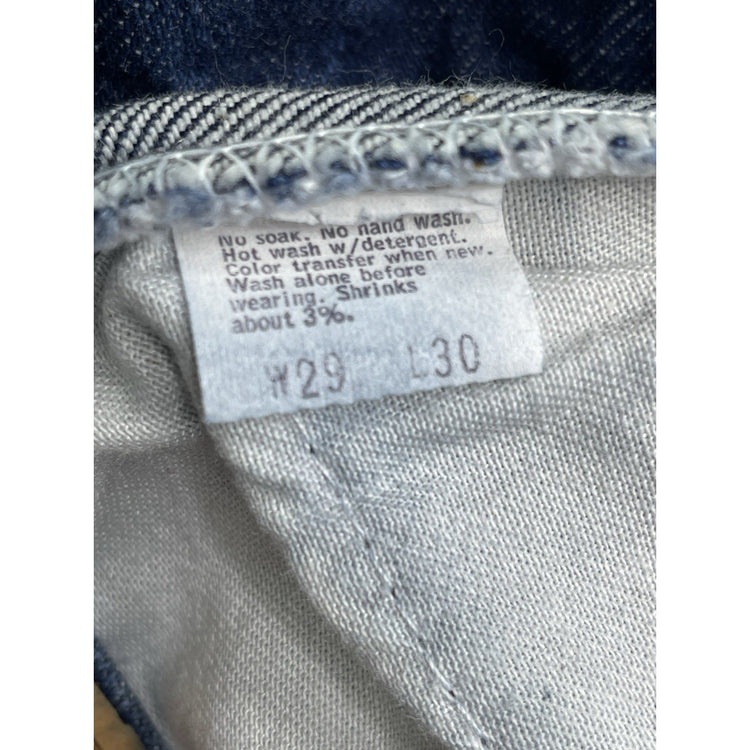 No soak. No hand wash.
Hot wash w/detergent.
Color transfer when new.
Wash alone before
wearing. Shrinks
about 3%.
W29 L30